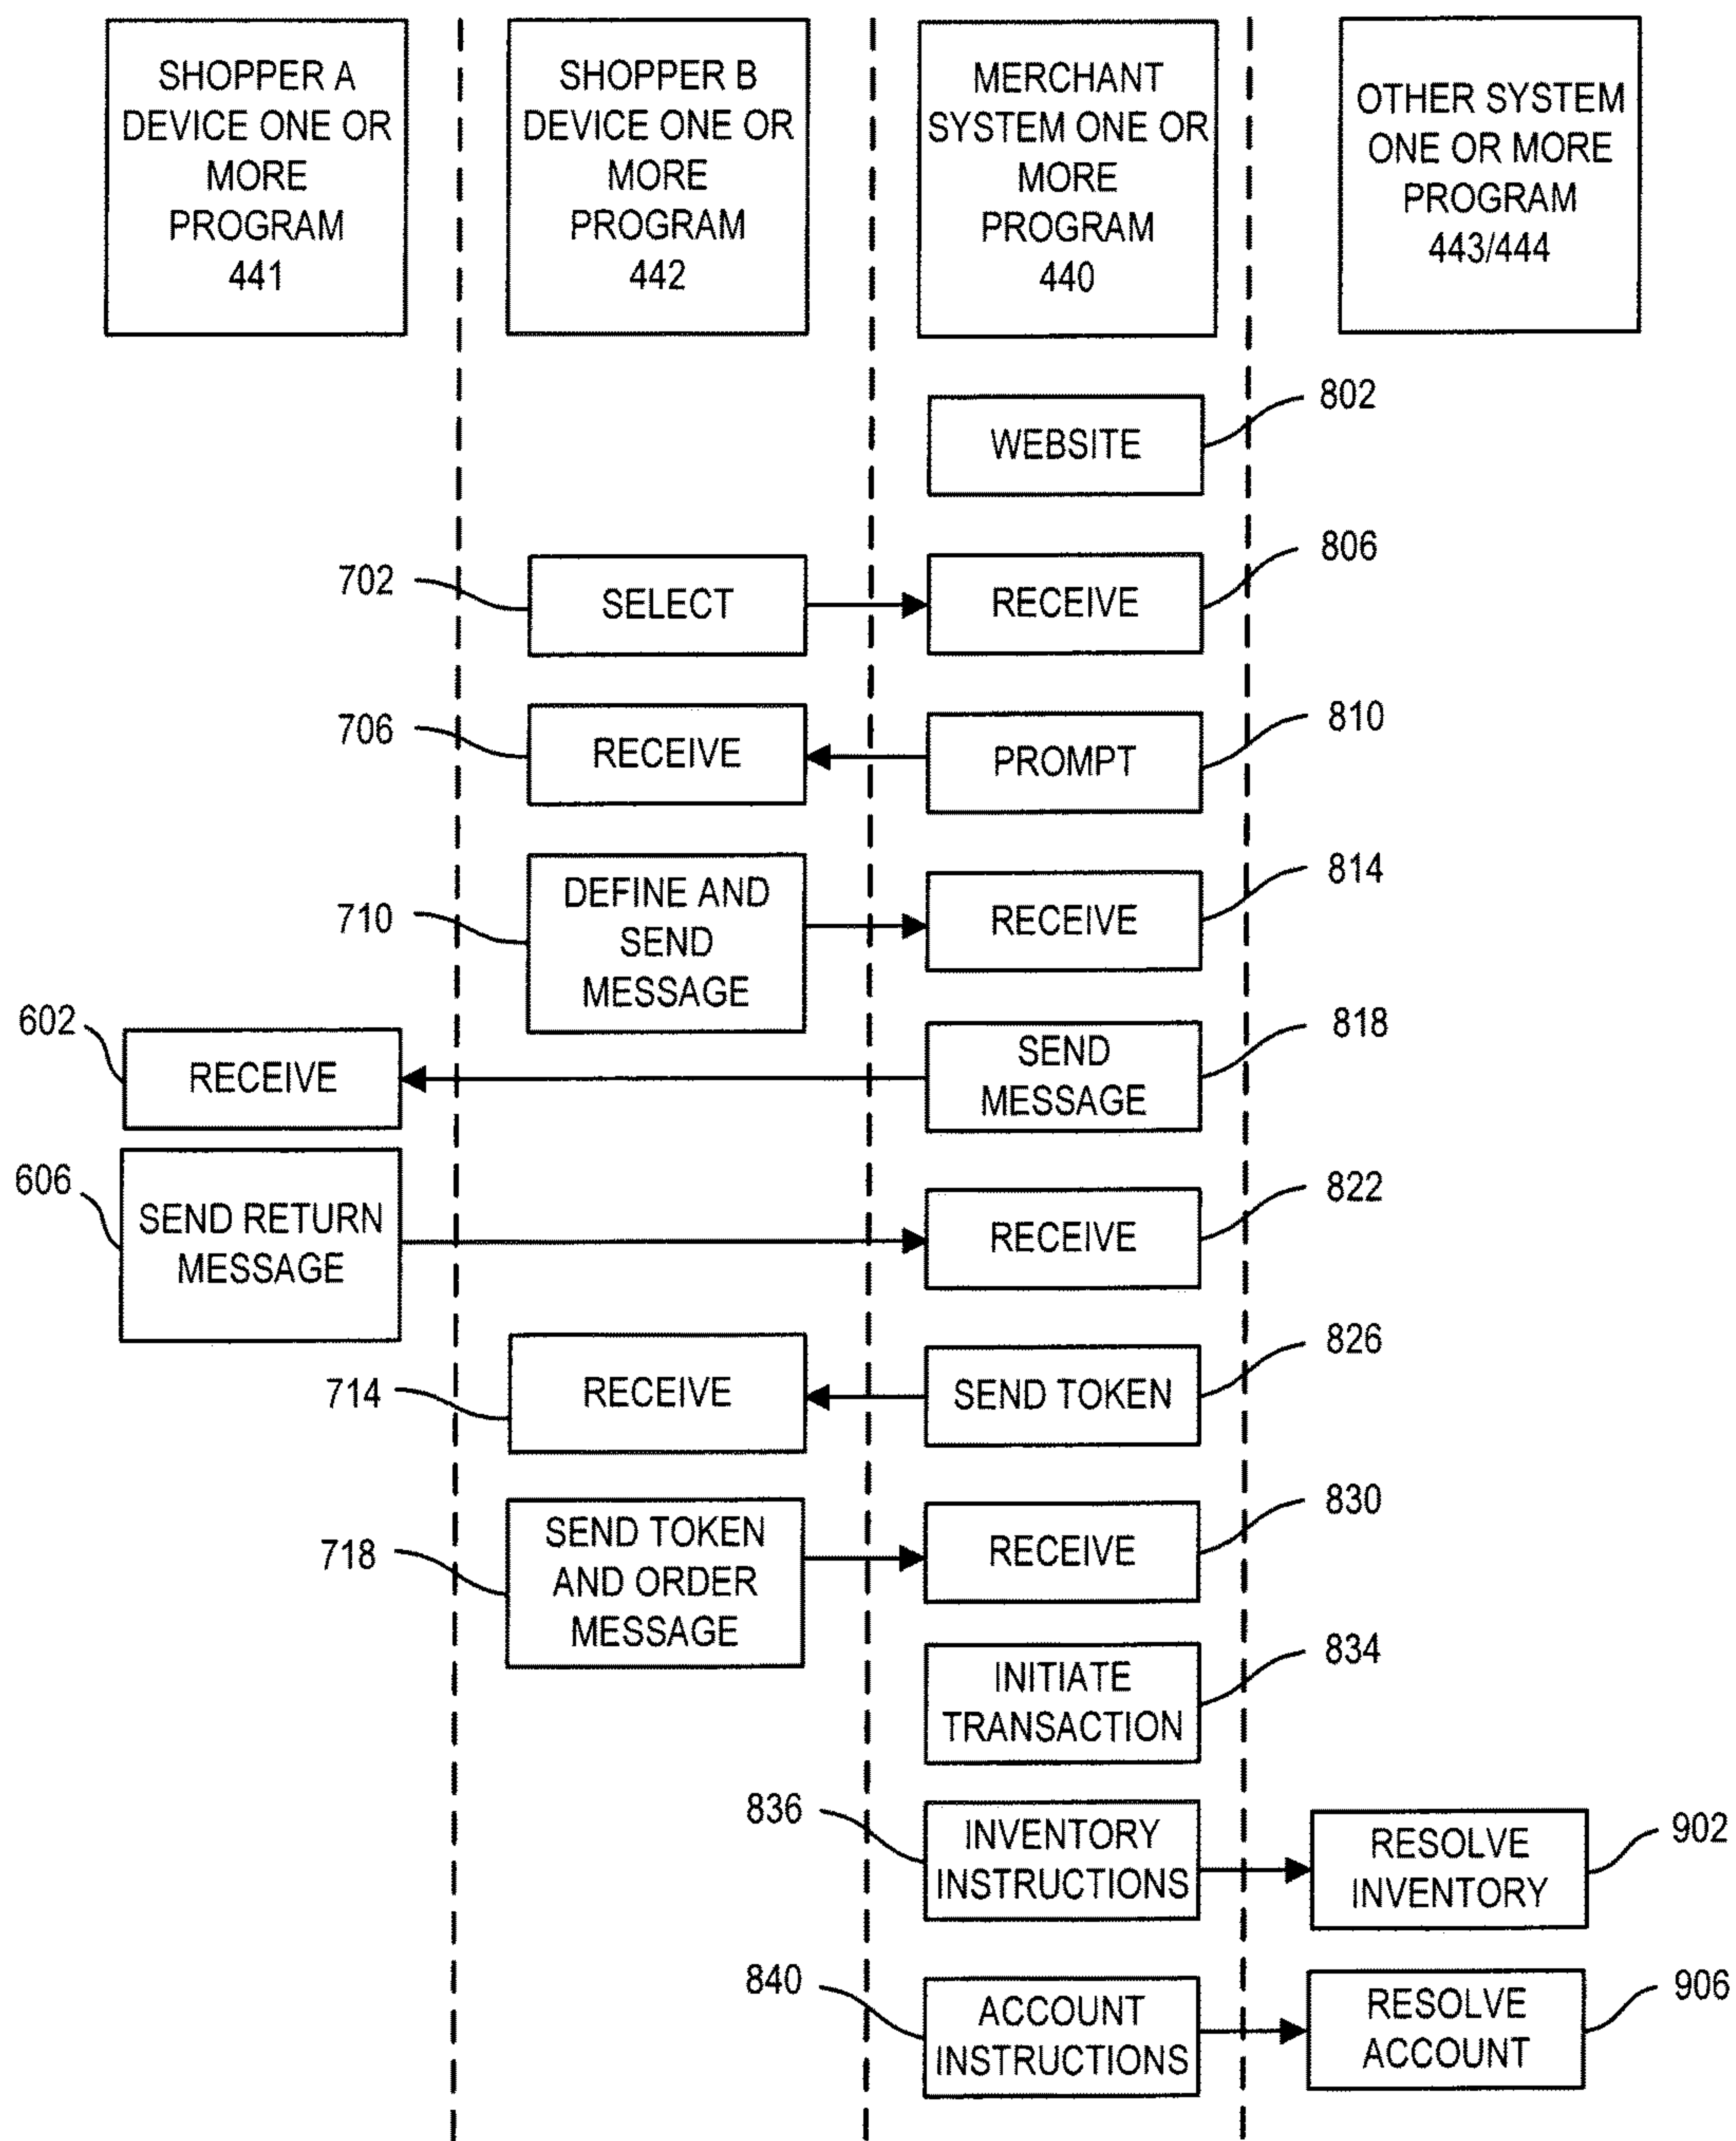 SHOPPER A
DEVICE ONE OR
MORE
PROGRAM
441
SHOPPER B
DEVICE ONE OR
MORE
PROGRAM
442
MERCHANT
SYSTEM ONE OR
MORE
PROGRAM
440
OTHER SYSTEM
ONE OR MORE
PROGRAM
443/444
WEBSITE
802
702
SELECT
RECEIVE
806
706
RECEIVE
PROMPT
810
710
DEFINE AND
SEND
MESSAGE
RECEIVE
814
602
RECEIVE
SEND
MESSAGE
818
606
SEND RETURN
MESSAGE
RECEIVE
822
714
RECEIVE
SEND TOKEN
826
718
SEND TOKEN
AND ORDER
MESSAGE
RECEIVE
830
INITIATE
TRANSACTION
834
836
INVENTORY
INSTRUCTIONS
RESOLVE
INVENTORY
902
840
ACCOUNT
INSTRUCTIONS
RESOLVE
ACCOUNT
906